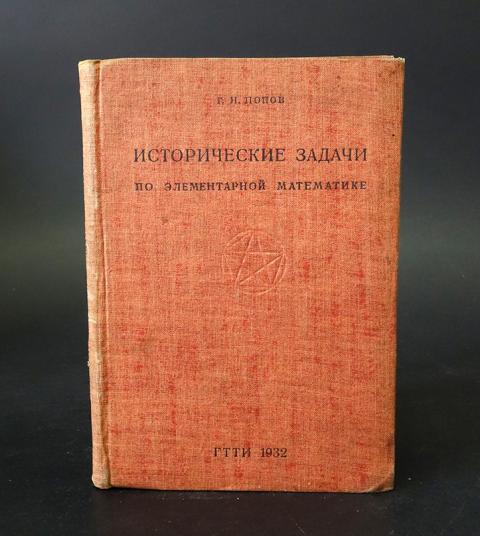 Г. Н. ПОПОВ
ИСТОРИЧЕСКИЕ ЗАДАЧИ
ПО ЭЛЕМЕНТАРНОЙ МАТЕМАТИКЕ
ГТТИ 1932